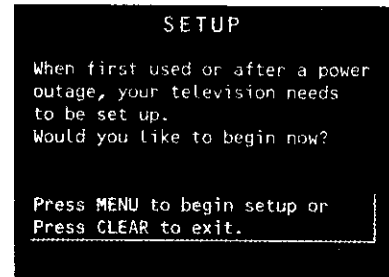 SETUP
When first used or after a power
outage, your television needs
to be set up.
Would you like to begin now?
Press MENU to begin setup or
Press CLEAR to exit.